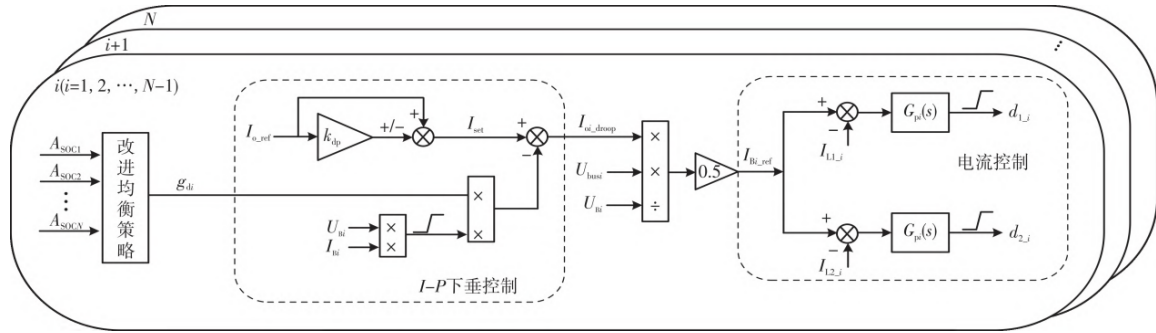 N
i+1
⋮
i(i=1, 2, ⋯, N-1)
A_SOC1
A_SOC2
⋮
A_SOCN
改进均衡策略
g_di
I_o_ref
k_dp
+/-
+
I_set
+
-
I_oi_droop
U_Bi
I_Bi
×
×
×
×
I-P下垂控制
U_busi
U_Bi
×
×
÷
0.5
I_Bi_ref
+
-
I_L1_i
G_pi(s)
d_1_i
电流控制
+
-
I_L2_i
G_pi(s)
d_2_i